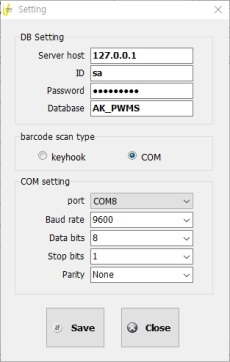 Setting
DB Setting
Server host 127.0.0.1
ID sa
Password •••••••••
Database AK_PWMS
barcode scan type
keyhook COM
COM setting
port COM8
Baud rate 9600
Data bits 8
Stop bits 1
Parity None
Save Close